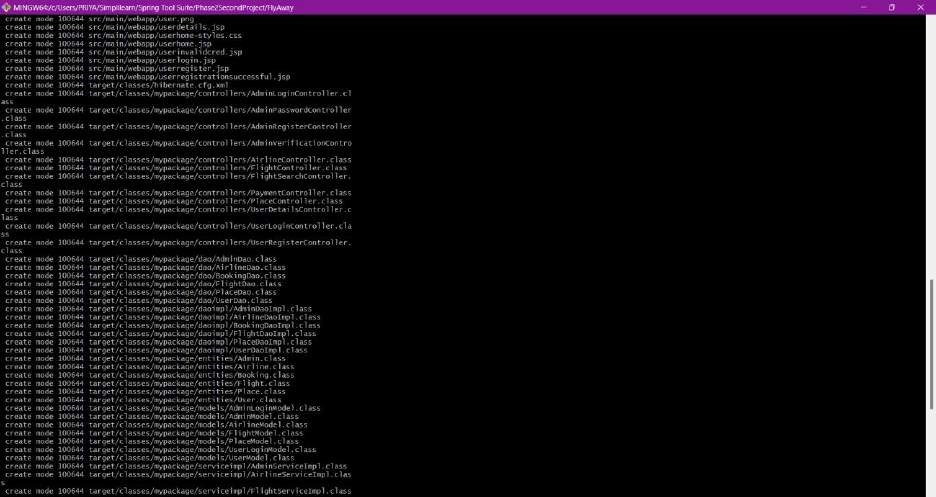 MINGW64:/c/Users/PRIYA/Simplilearn/Spring Tool Suite/Phase2SecondProject/FlyAway
create mode 100644 src/main/webapp/user.png
create mode 100644 src/main/webapp/userdetails.jsp
create mode 100644 src/main/webapp/userhome-styles.css
create mode 100644 src/main/webapp/userhome.jsp
create mode 100644 src/main/webapp/userinvalidcred.jsp
create mode 100644 src/main/webapp/userlogin.jsp
create mode 100644 src/main/webapp/userregister.jsp
create mode 100644 src/main/webapp/userregistrationsuccessful.jsp
create mode 100644 target/classes/hibernate.cfg.xml
create mode 100644 target/classes/mypackage/controllers/AdminLoginController.cl
ass
create mode 100644 target/classes/mypackage/controllers/AdminPasswordController
.class
create mode 100644 target/classes/mypackage/controllers/AdminRegisterController
.class
create mode 100644 target/classes/mypackage/controllers/AdminVerificationContro
ller.class
create mode 100644 target/classes/mypackage/controllers/AirlineController.class
create mode 100644 target/classes/mypackage/controllers/FlightController.class
create mode 100644 target/classes/mypackage/controllers/FlightSearchController.
class
create mode 100644 target/classes/mypackage/controllers/PaymentController.class
create mode 100644 target/classes/mypackage/controllers/PlaceController.class
create mode 100644 target/classes/mypackage/controllers/UserDetailsController.c
lass
create mode 100644 target/classes/mypackage/controllers/UserLoginController.cla
ss
create mode 100644 target/classes/mypackage/controllers/UserRegisterController.
class
create mode 100644 target/classes/mypackage/dao/AdminDao.class
create mode 100644 target/classes/mypackage/dao/AirlineDao.class
create mode 100644 target/classes/mypackage/dao/BookingDao.class
create mode 100644 target/classes/mypackage/dao/FlightDao.class
create mode 100644 target/classes/mypackage/dao/PlaceDao.class
create mode 100644 target/classes/mypackage/dao/UserDao.class
create mode 100644 target/classes/mypackage/daoimpl/AdminDaoImpl.class
create mode 100644 target/classes/mypackage/daoimpl/AirlineDaoImpl.class
create mode 100644 target/classes/mypackage/daoimpl/BookingDaoImpl.class
create mode 100644 target/classes/mypackage/daoimpl/FlightDaoImpl.class
create mode 100644 target/classes/mypackage/daoimpl/PlaceDaoImpl.class
create mode 100644 target/classes/mypackage/daoimpl/UserDaoImpl.class
create mode 100644 target/classes/mypackage/entities/Admin.class
create mode 100644 target/classes/mypackage/entities/Airline.class
create mode 100644 target/classes/mypackage/entities/Booking.class
create mode 100644 target/classes/mypackage/entities/Flight.class
create mode 100644 target/classes/mypackage/entities/Place.class
create mode 100644 target/classes/mypackage/entities/User.class
create mode 100644 target/classes/mypackage/models/AdminLoginModel.class
create mode 100644 target/classes/mypackage/models/AdminModel.class
create mode 100644 target/classes/mypackage/models/AirlineModel.class
create mode 100644 target/classes/mypackage/models/FlightModel.class
create mode 100644 target/classes/mypackage/models/PlaceModel.class
create mode 100644 target/classes/mypackage/models/UserLoginModel.class
create mode 100644 target/classes/mypackage/models/UserModel.class
create mode 100644 target/classes/mypackage/serviceimpl/AdminServiceImpl.class
create mode 100644 target/classes/mypackage/serviceimpl/AirlineServiceImpl.clas
s
create mode 100644 target/classes/mypackage/serviceimpl/FlightServiceImpl.class